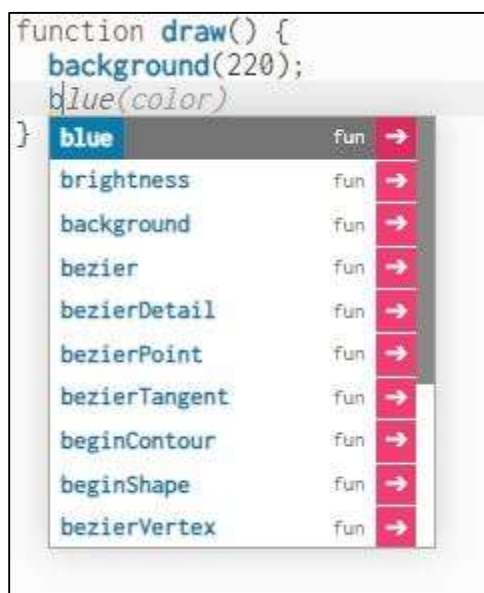 function draw() {
background(220);
blue(color)
}
blue fun ➔
brightness fun ➔
background fun ➔
bezier fun ➔
bezierDetail fun ➔
bezierPoint fun ➔
bezierTangent fun ➔
beginContour fun ➔
beginShape fun ➔
bezierVertex fun ➔